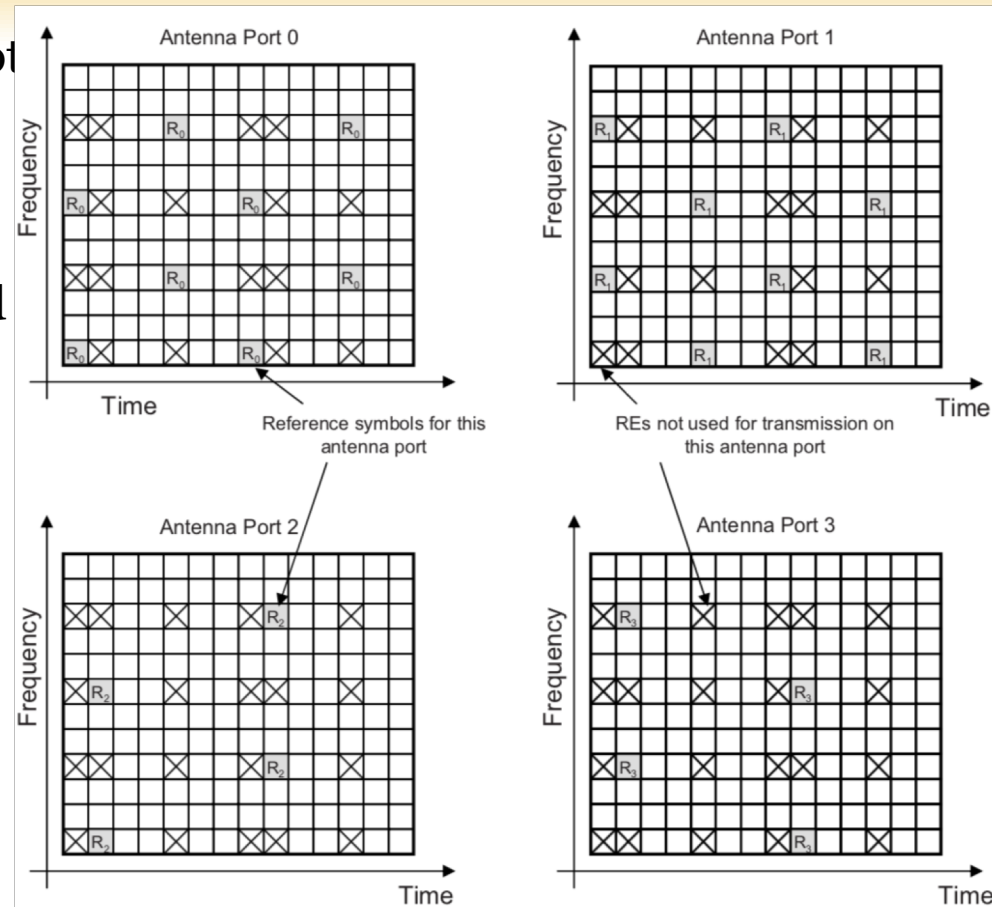 Antenna Port 0
Frequency
R₀ R₀
R₀ R₀
R₀ R₀
R₀ R₀
Time
Antenna Port 1
Frequency
R₁ R₁
R₁ R₁
R₁ R₁
R₁ R₁
Time
Reference symbols for this
antenna port
REs not used for transmission on
this antenna port
Antenna Port 2
Frequency
R₂
R₂
R₂
R₂
Time
Antenna Port 3
Frequency
R₃
R₃
R₃
R₃
Time